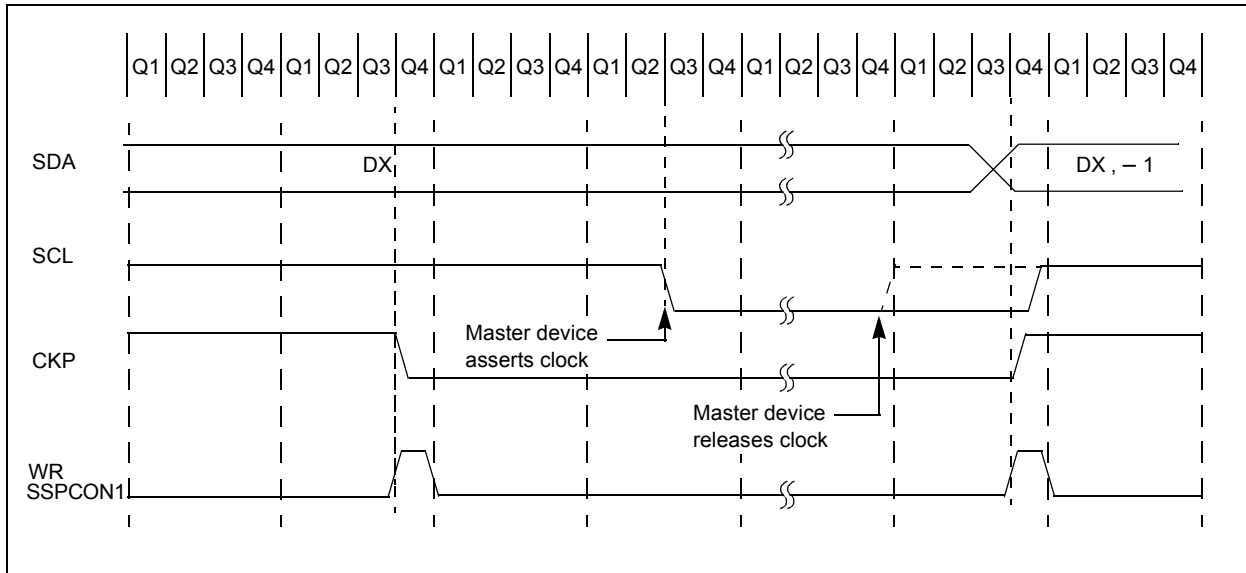 Q1 Q2 Q3 Q4 Q1 Q2 Q3 Q4 Q1 Q2 Q3 Q4 Q1 Q2 Q3 Q4 Q1 Q2 Q3 Q4 Q1 Q2 Q3 Q4 Q1 Q2 Q3 Q4
SDA
DX
DX , – 1
SCL
Master device
asserts clock
CKP
Master device
releases clock
WR
SSPCON1